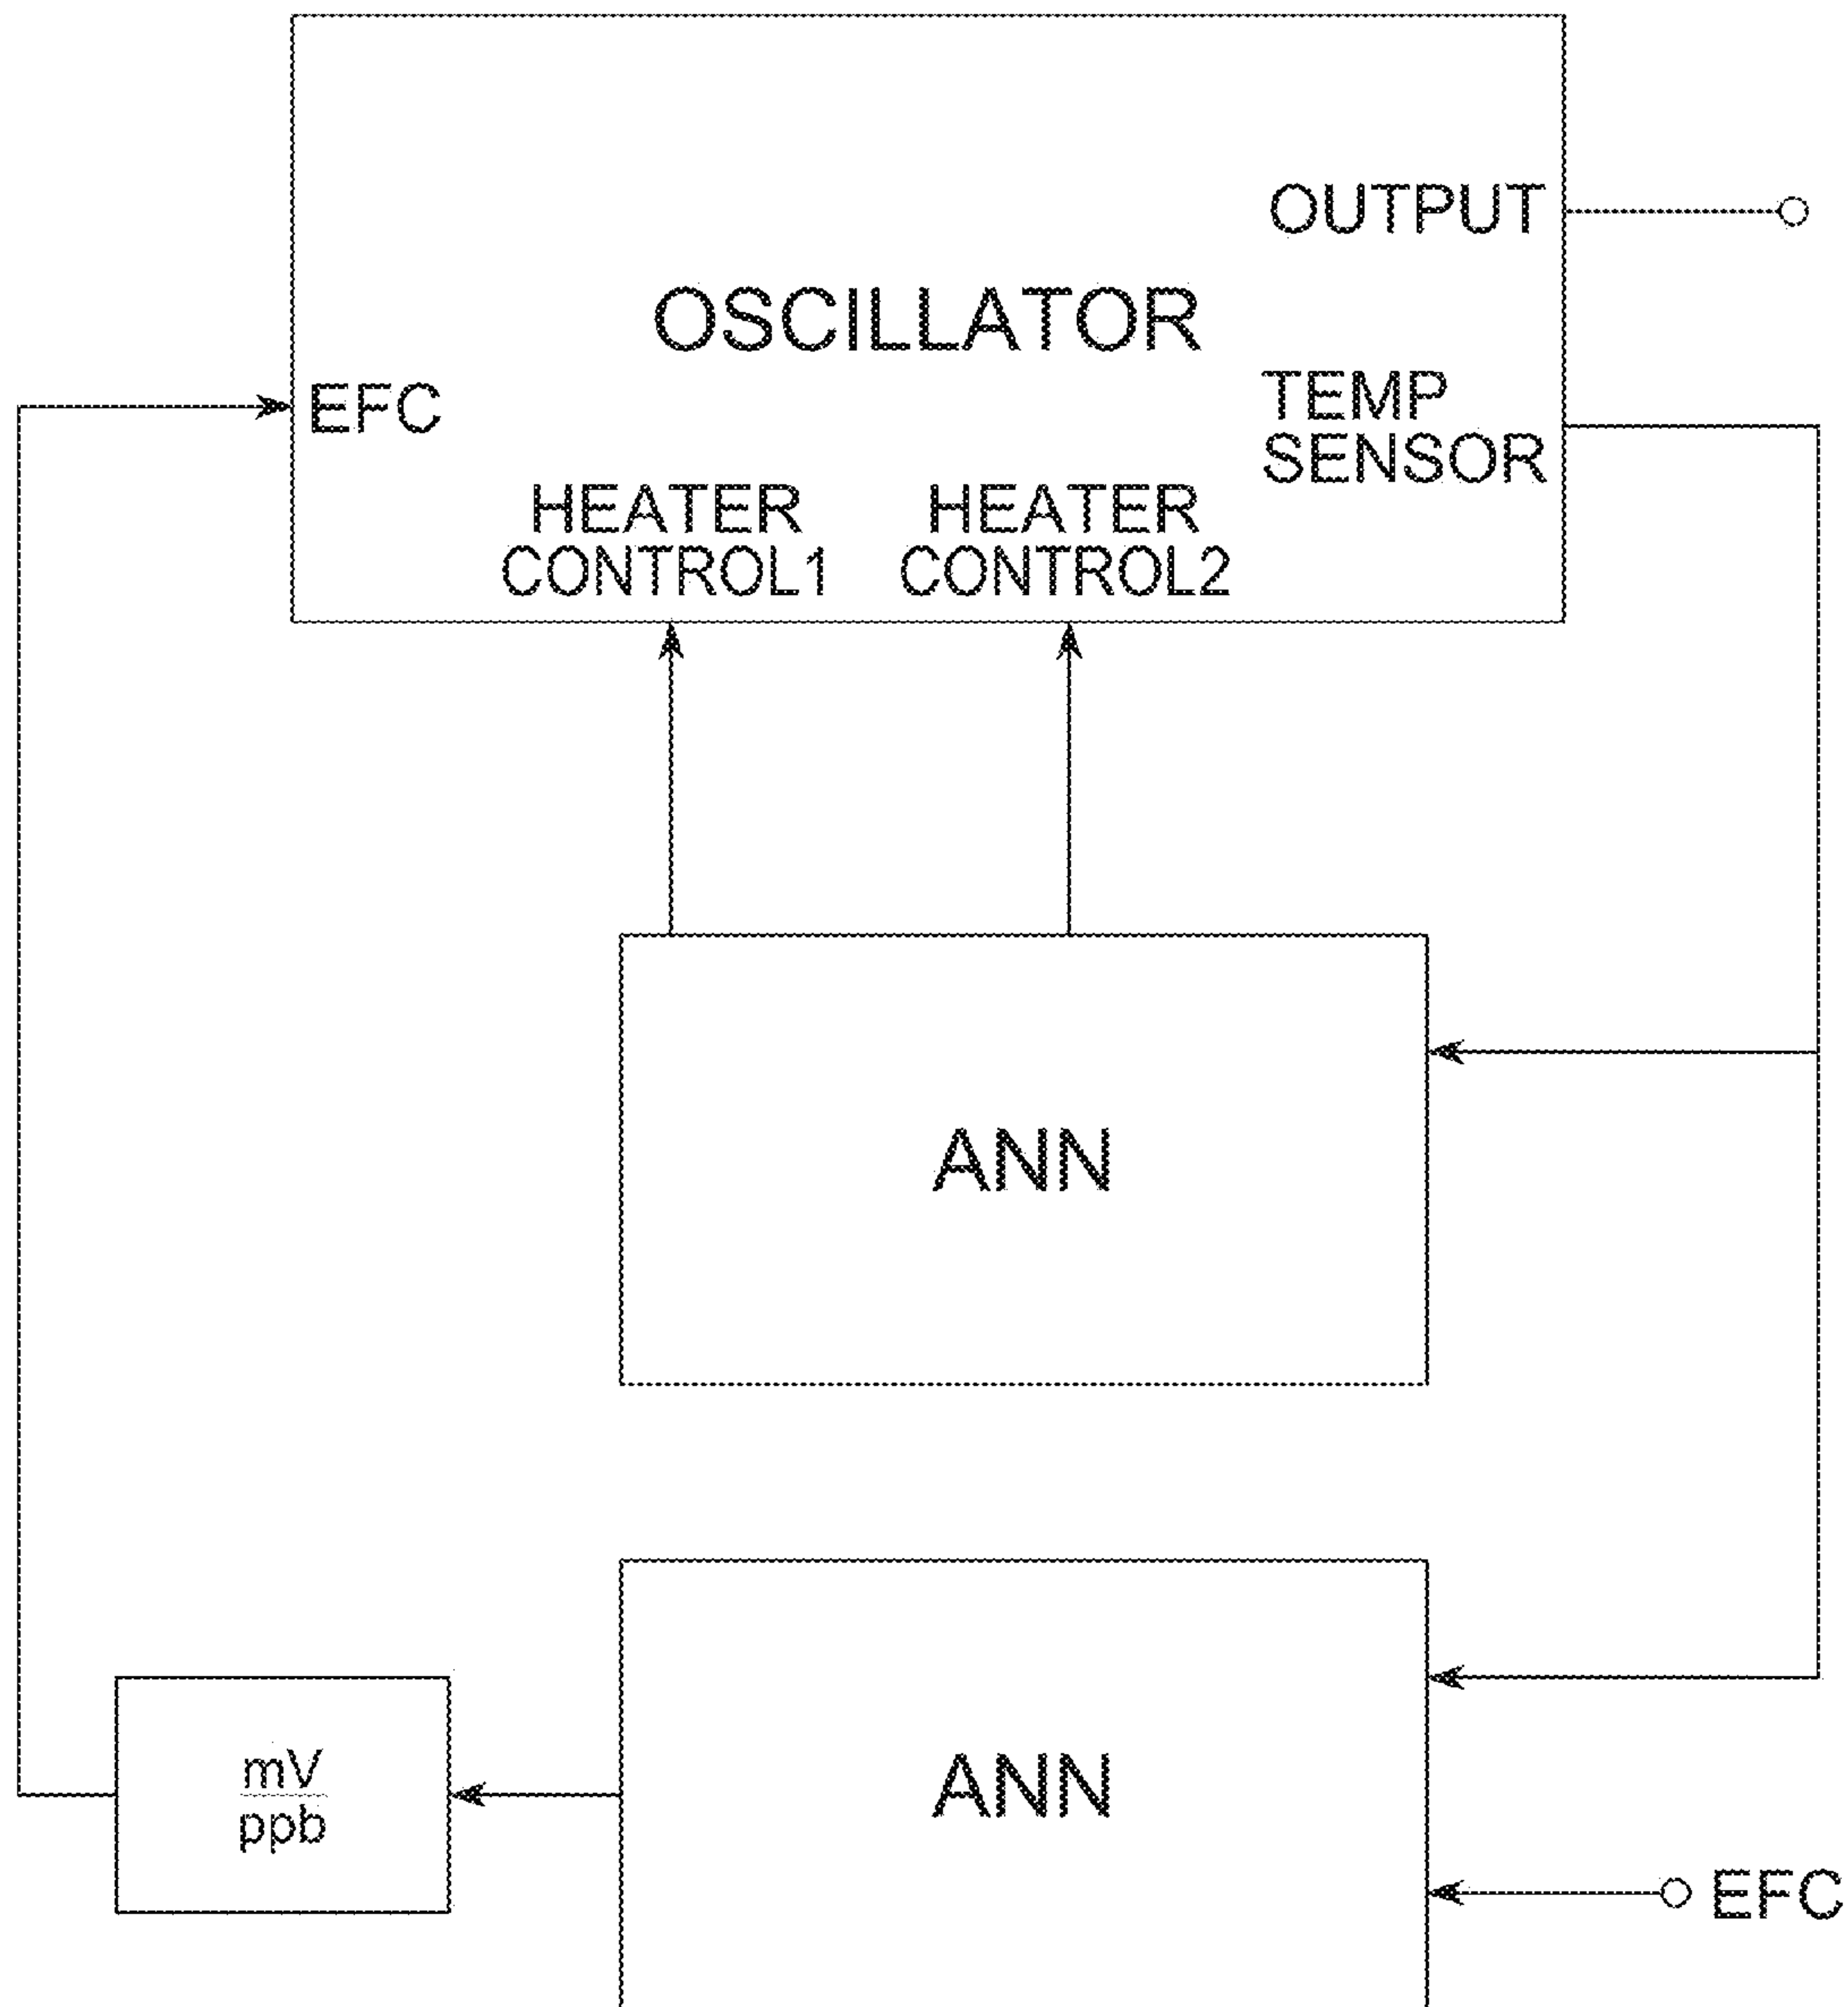 OUTPUT
OSCILLATOR
EFC
TEMP
SENSOR
HEATER
CONTROL1
HEATER
CONTROL2
ANN
ANN
mV
ppb
EFC